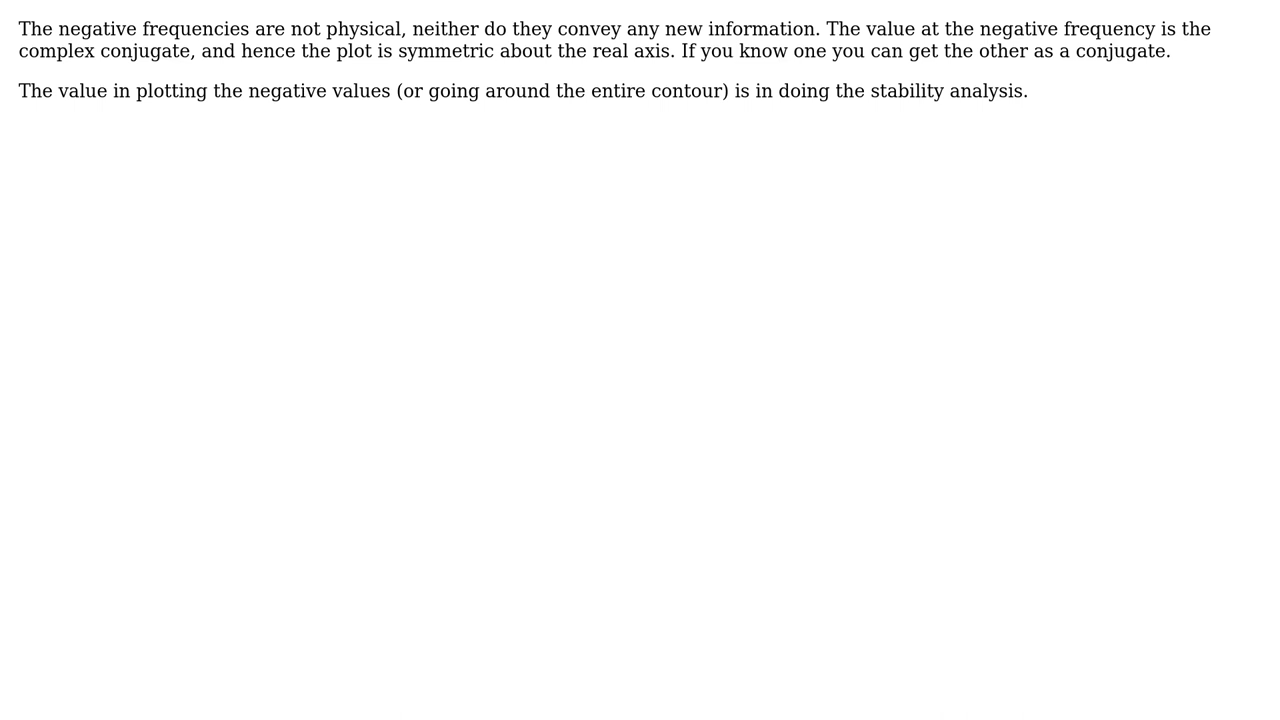 The negative frequencies are not physical, neither do they convey any new information. The value at the negative frequency is the
complex conjugate, and hence the plot is symmetric about the real axis. If you know one you can get the other as a conjugate.
The value in plotting the negative values (or going around the entire contour) is in doing the stability analysis.